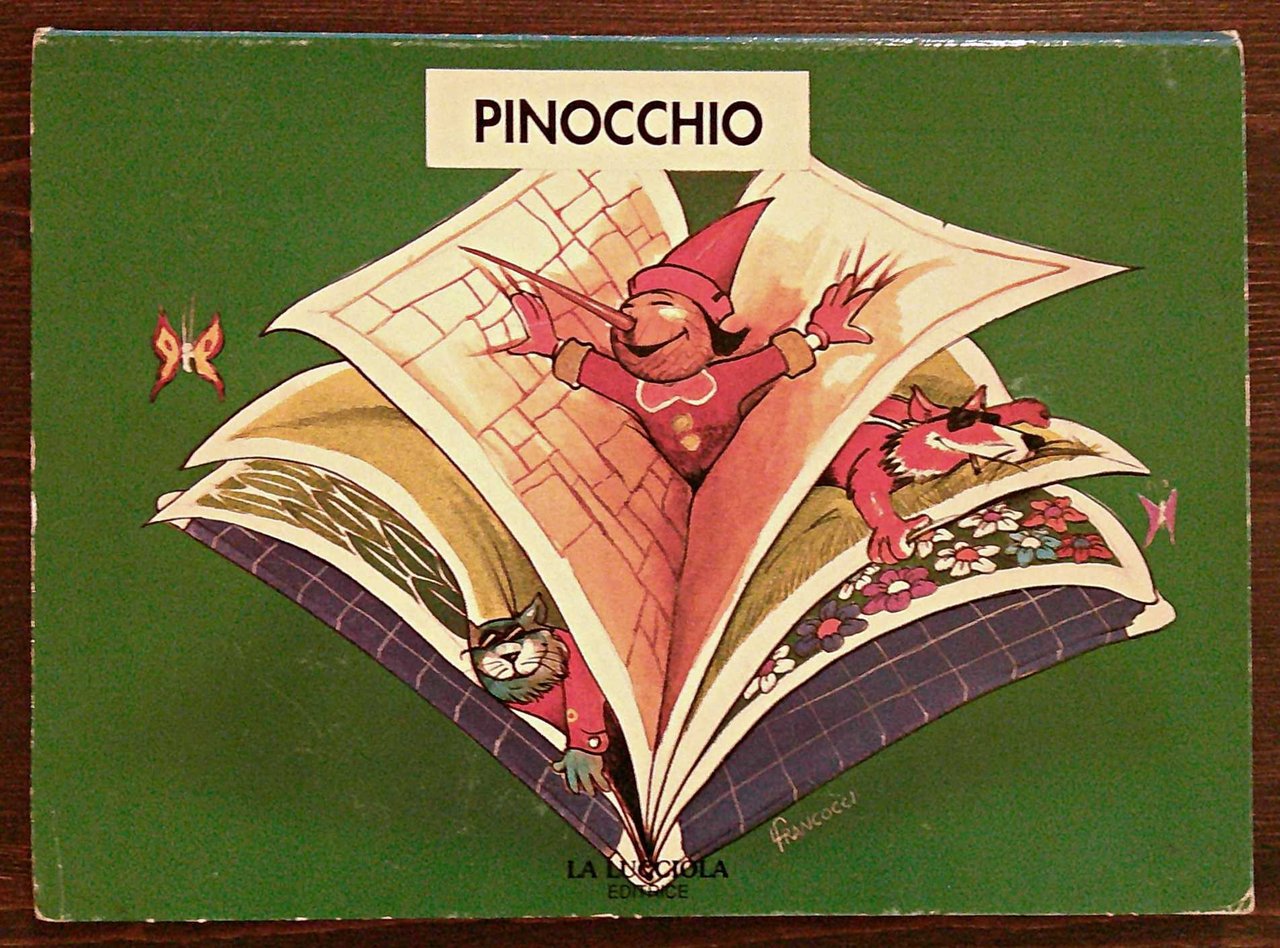 PINOCCHIO
FRANCOCCI
LA LUCCIOLA
EDITRICE